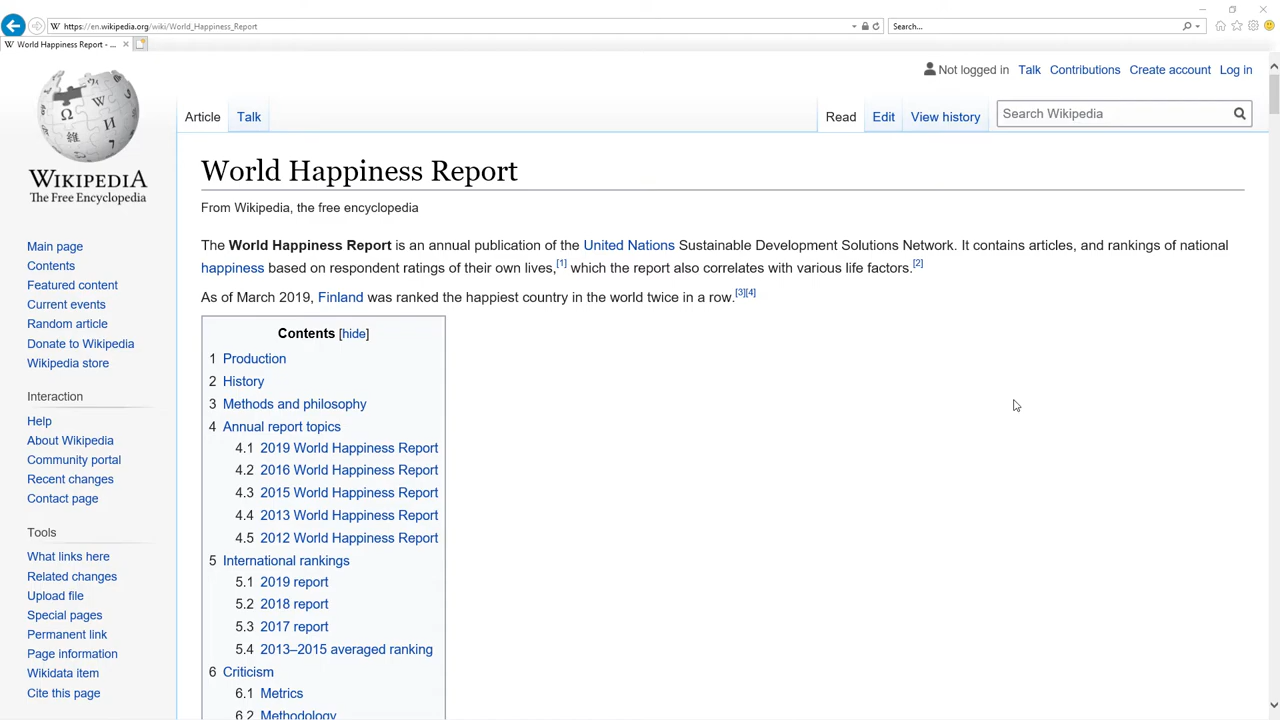 https://en.wikipedia.org/wiki/World_Happiness_Report
Search...
World Happiness Report - ...
Not logged in Talk Contributions Create account Log in
Article Talk Read Edit View history Search Wikipedia
WIKIPEDIA
The Free Encyclopedia
Main page
Contents
Featured content
Current events
Random article
Donate to Wikipedia
Wikipedia store
Interaction
Help
About Wikipedia
Community portal
Recent changes
Contact page
Tools
What links here
Related changes
Upload file
Special pages
Permanent link
Page information
Wikidata item
Cite this page
World Happiness Report
From Wikipedia, the free encyclopedia
The World Happiness Report is an annual publication of the United Nations Sustainable Development Solutions Network. It contains articles, and rankings of national
happiness based on respondent ratings of their own lives,[1] which the report also correlates with various life factors.[2]
As of March 2019, Finland was ranked the happiest country in the world twice in a row.[3][4]
Contents [hide]
1 Production
2 History
3 Methods and philosophy
4 Annual report topics
4.1 2019 World Happiness Report
4.2 2016 World Happiness Report
4.3 2015 World Happiness Report
4.4 2013 World Happiness Report
4.5 2012 World Happiness Report
5 International rankings
5.1 2019 report
5.2 2018 report
5.3 2017 report
5.4 2013–2015 averaged ranking
6 Criticism
6.1 Metrics
6.2 Methodology